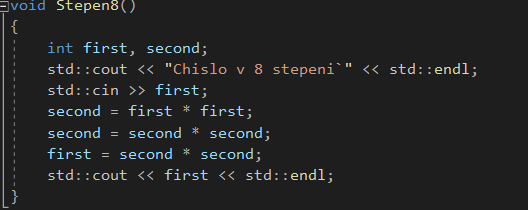 void Stepen8()
{
int first, second;
std::cout << "Chislo v 8 stepeni`" << std::endl;
std::cin >> first;
second = first * first;
second = second * second;
first = second * second;
std::cout << first << std::endl;
}